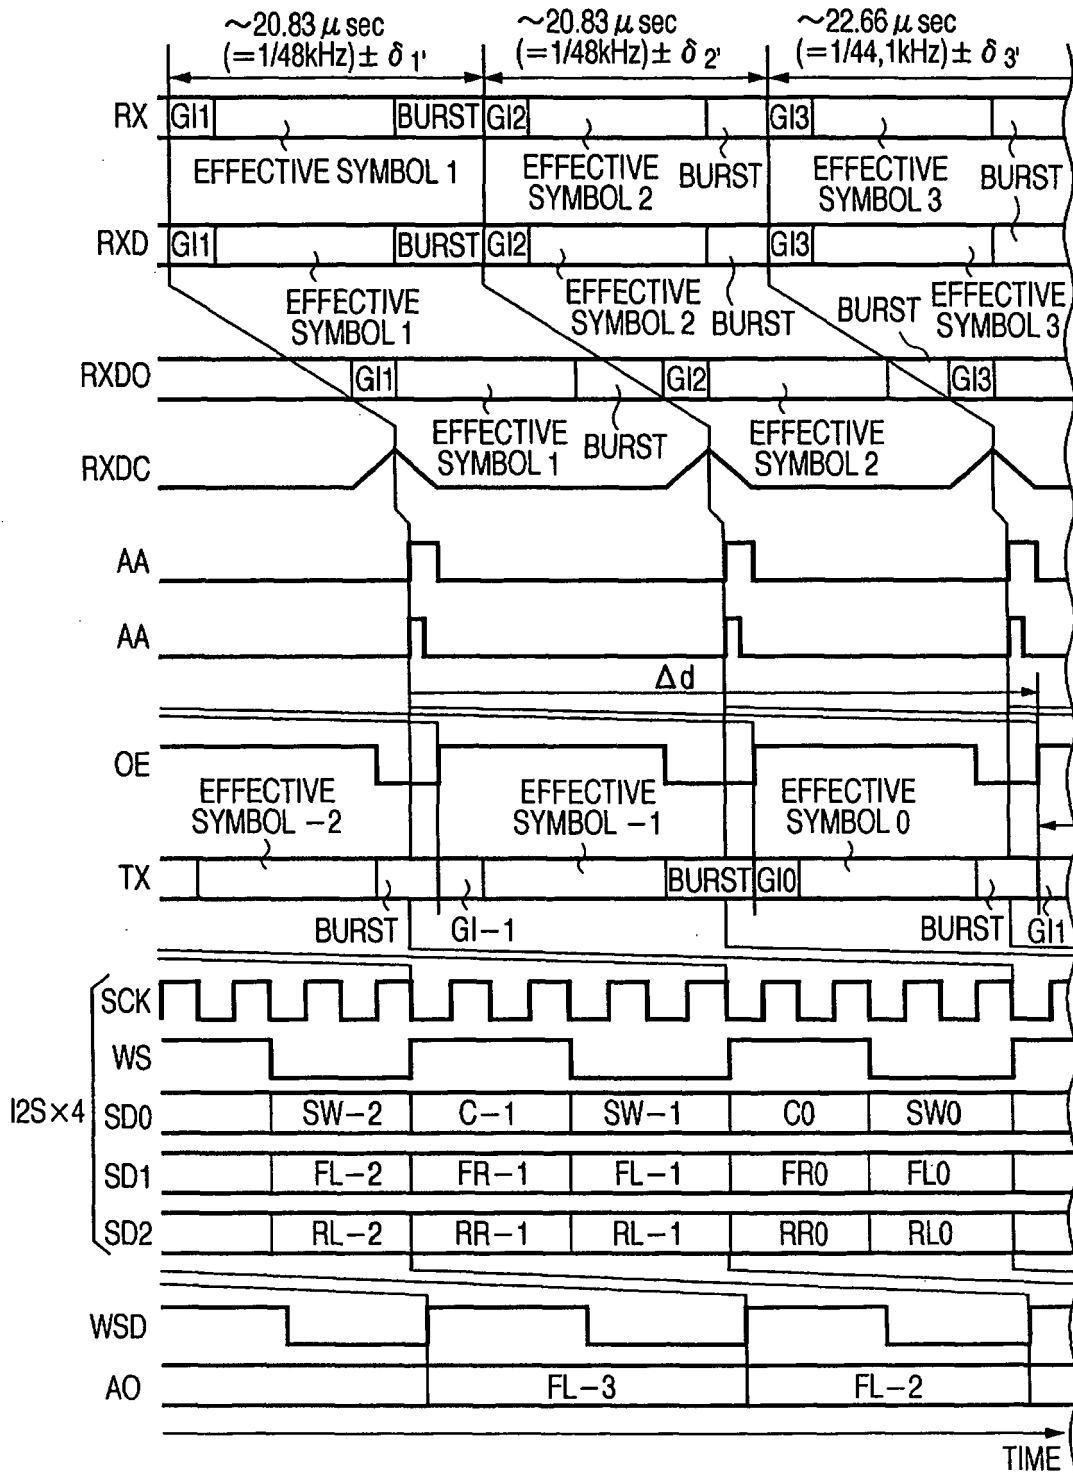 ~20.83 μ sec
(=1/48kHz)± δ 1'
~20.83 μ sec
(=1/48kHz)± δ 2'
~22.66 μ sec
(=1/44,1kHz)± δ 3'
RX GI1 BURST GI2 GI3
EFFECTIVE SYMBOL 1
EFFECTIVE
SYMBOL 2
BURST
EFFECTIVE
SYMBOL 3
BURST
RXD GI1 BURST GI2 GI3
EFFECTIVE
SYMBOL 1
EFFECTIVE
SYMBOL 2
BURST
BURST
EFFECTIVE
SYMBOL 3
RXDO GI1 GI2 GI3
EFFECTIVE
SYMBOL 1
BURST
EFFECTIVE
SYMBOL 2
RXDC
AA
AA
Δd
OE
EFFECTIVE
SYMBOL -2
EFFECTIVE
SYMBOL -1
EFFECTIVE
SYMBOL 0
TX BURST GI0
BURST
GI-1
BURST
GI1
I2S×4
SCK
WS
SD0 SW-2 C-1 SW-1 C0 SW0
SD1 FL-2 FR-1 FL-1 FR0 FL0
SD2 RL-2 RR-1 RL-1 RR0 RL0
WSD
AO FL-3 FL-2
TIME